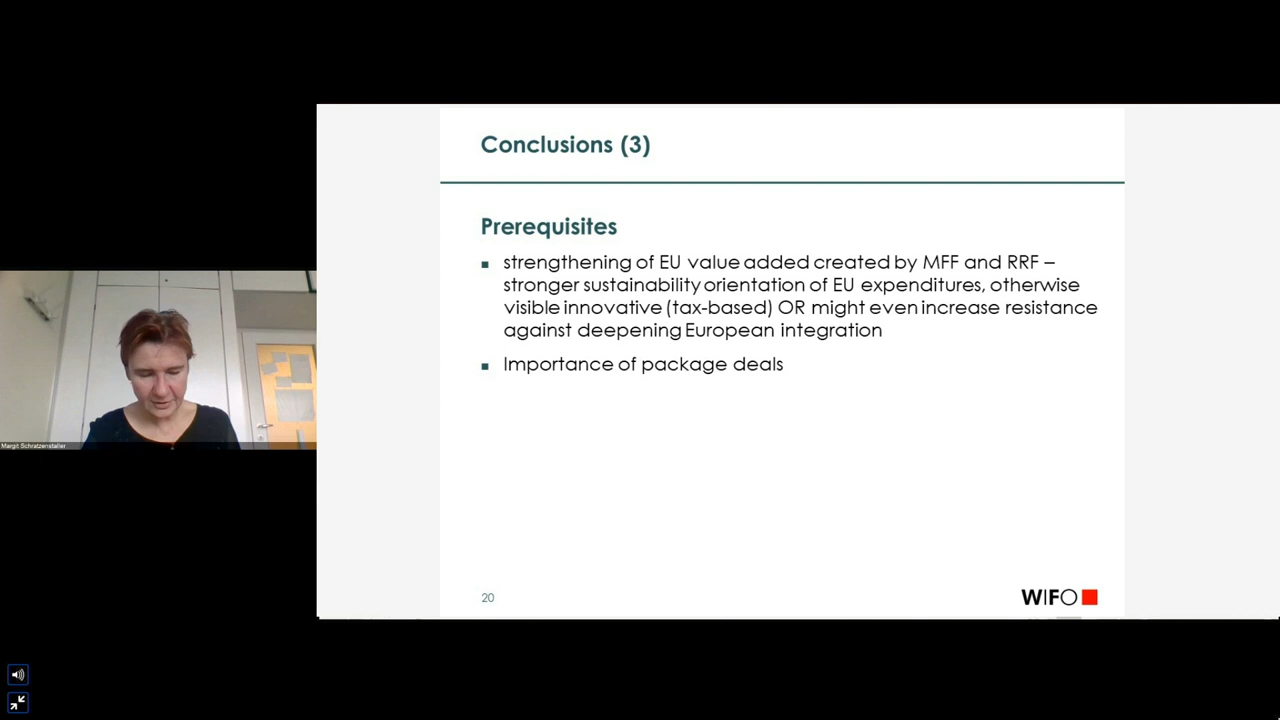 Conclusions (3)
Prerequisites
strengthening of EU value added created by MFF and RRF –
stronger sustainability orientation of EU expenditures, otherwise
visible innovative (tax-based) OR might even increase resistance
against deepening European integration
Importance of package deals
20
WIFO
Margit Schratzenstaller